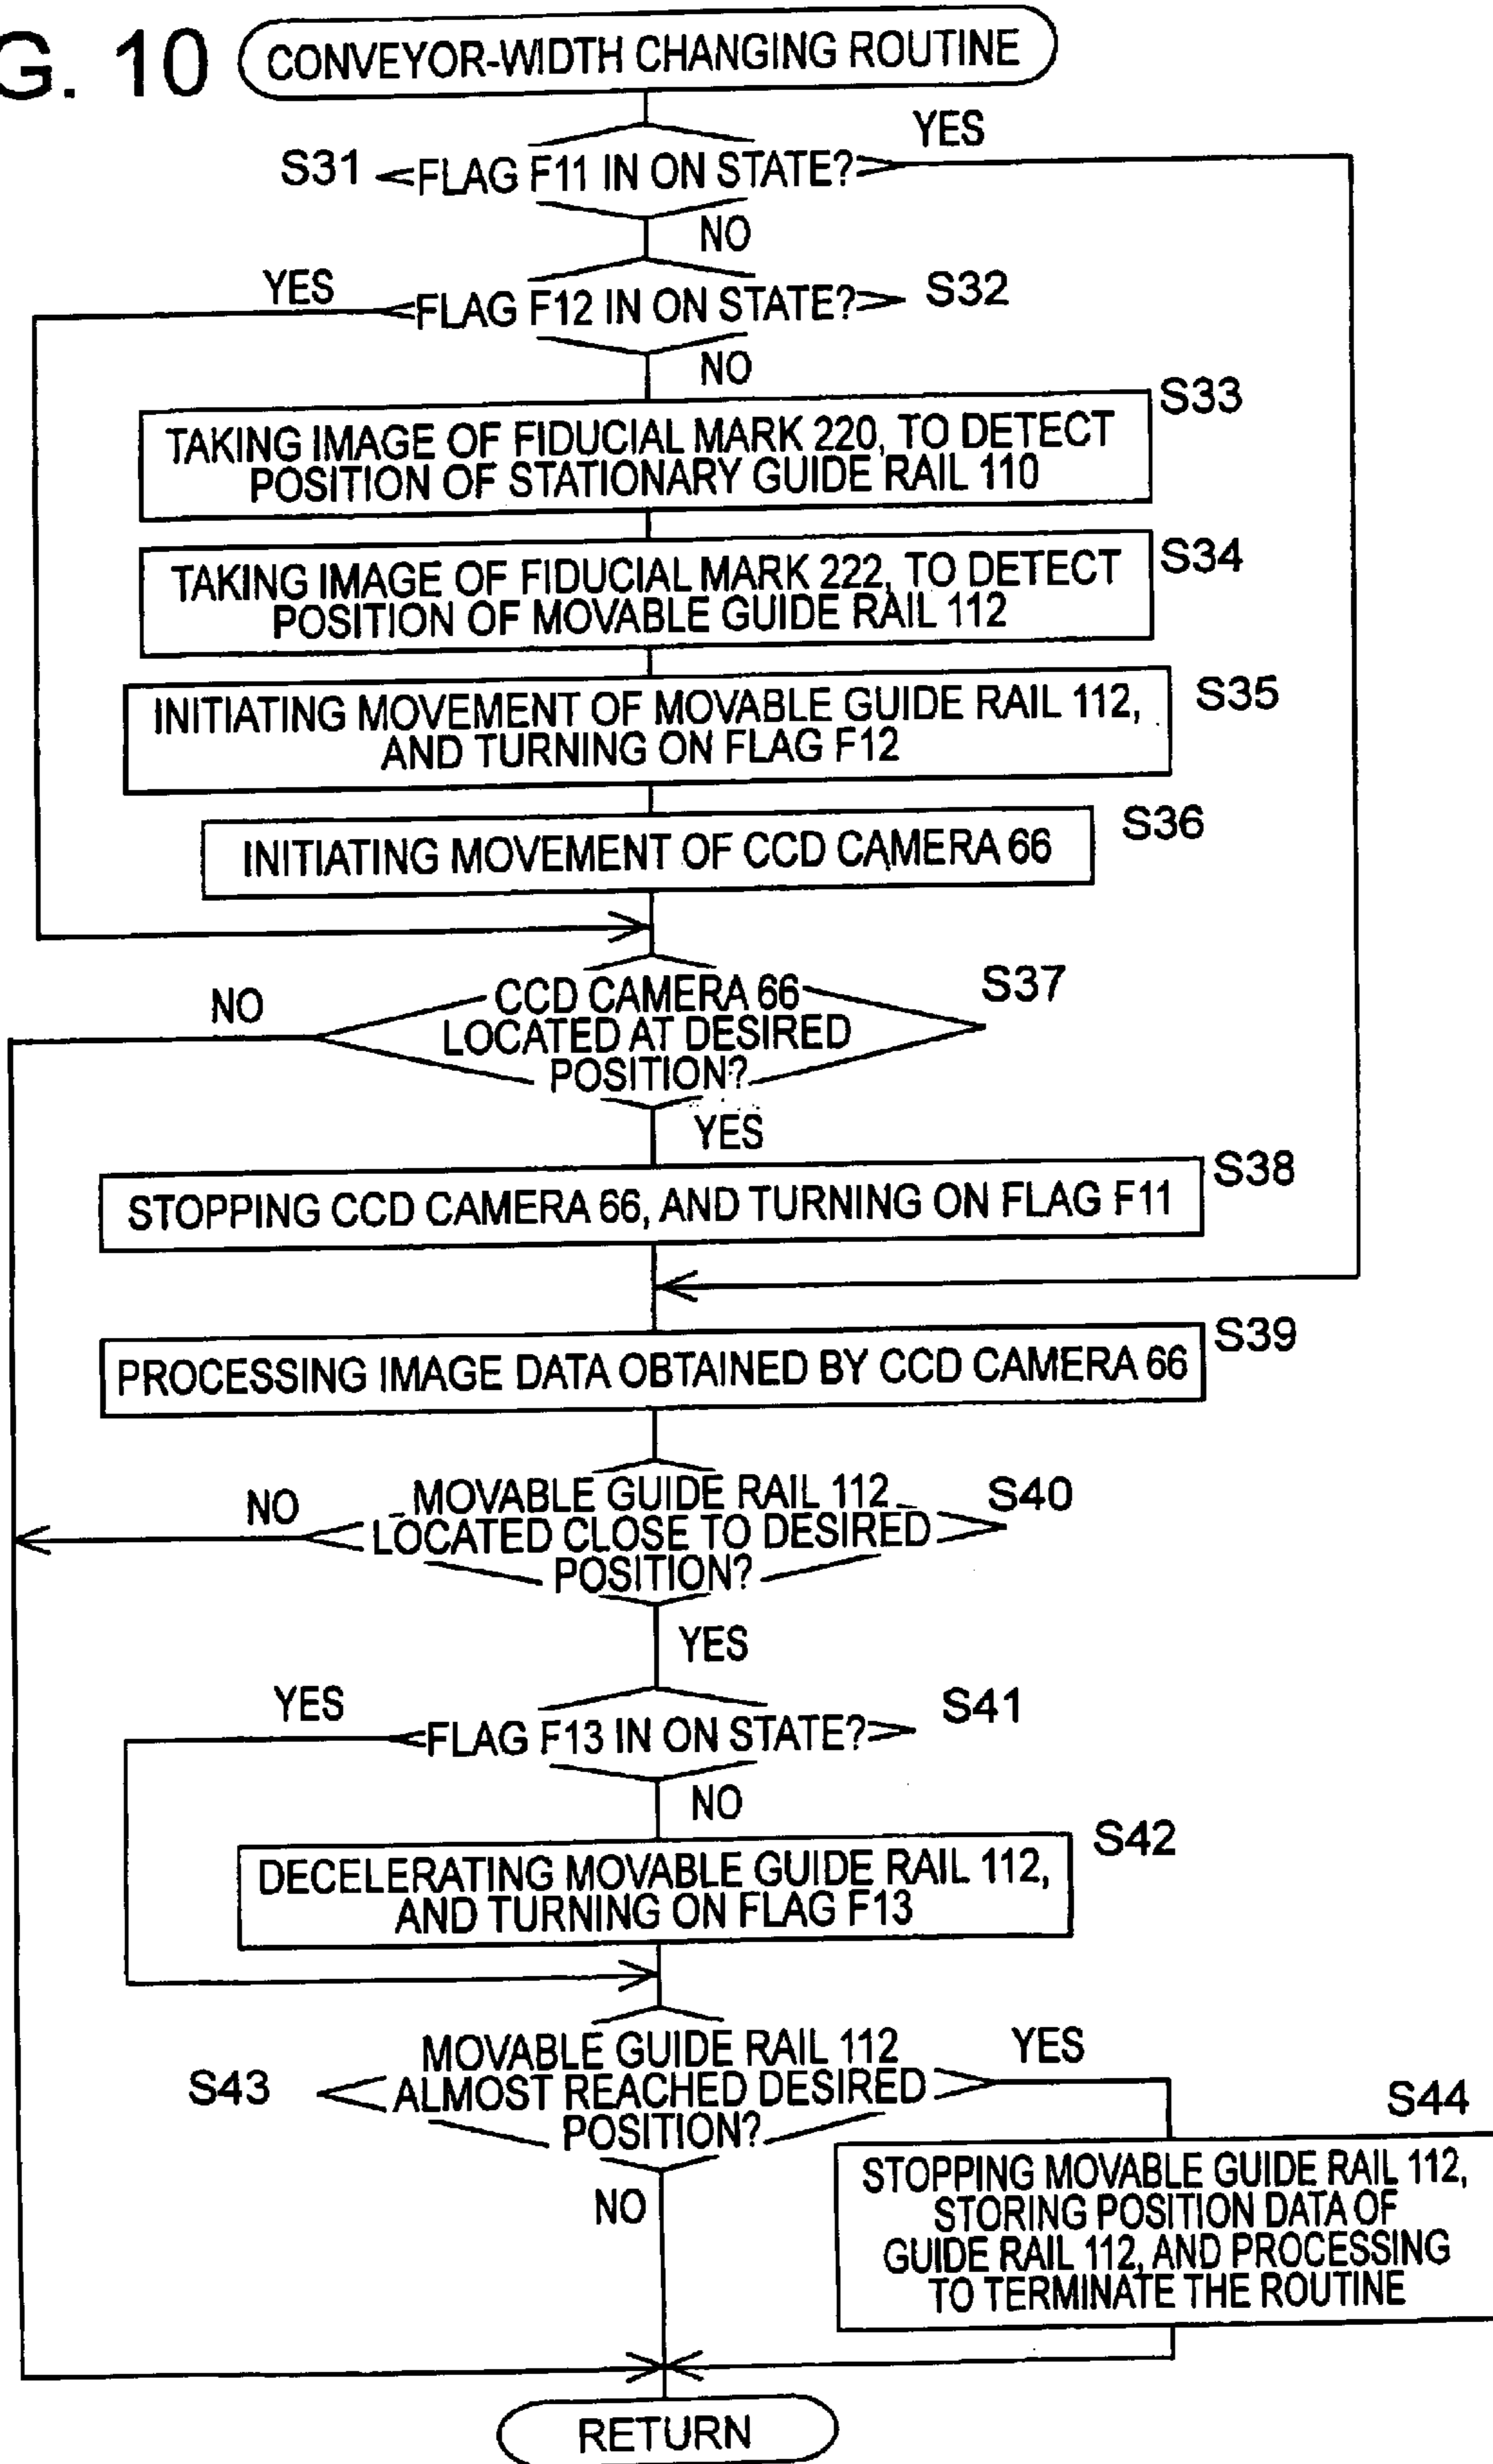 G. 10
CONVEYOR-WIDTH CHANGING ROUTINE
YES
S31
FLAG F11 IN ON STATE?
NO
YES
FLAG F12 IN ON STATE?
S32
NO
S33
TAKING IMAGE OF FIDUCIAL MARK 220, TO DETECT
POSITION OF STATIONARY GUIDE RAIL 110
S34
TAKING IMAGE OF FIDUCIAL MARK 222, TO DETECT
POSITION OF MOVABLE GUIDE RAIL 112
S35
INITIATING MOVEMENT OF MOVABLE GUIDE RAIL 112,
AND TURNING ON FLAG F12
S36
INITIATING MOVEMENT OF CCD CAMERA 66
S37
NO
CCD CAMERA 66
LOCATED AT DESIRED
POSITION?
YES
S38
STOPPING CCD CAMERA 66, AND TURNING ON FLAG F11
S39
PROCESSING IMAGE DATA OBTAINED BY CCD CAMERA 66
NO
MOVABLE GUIDE RAIL 112
LOCATED CLOSE TO DESIRED
POSITION?
S40
YES
YES
FLAG F13 IN ON STATE?
S41
NO
S42
DECELERATING MOVABLE GUIDE RAIL 112,
AND TURNING ON FLAG F13
S43
MOVABLE GUIDE RAIL 112
ALMOST REACHED DESIRED
POSITION?
YES
NO
S44
STOPPING MOVABLE GUIDE RAIL 112,
STORING POSITION DATA OF
GUIDE RAIL 112, AND PROCESSING
TO TERMINATE THE ROUTINE
RETURN